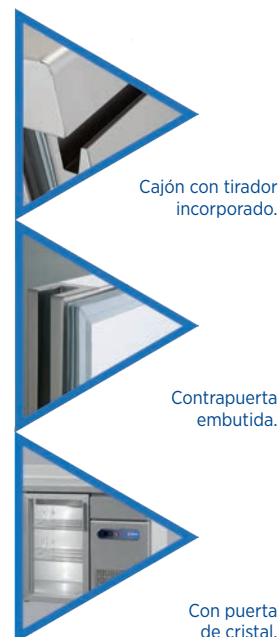 Cajón con tirador
incorporado.
Contrapuerta
embutida.
Con puerta
de cristal.